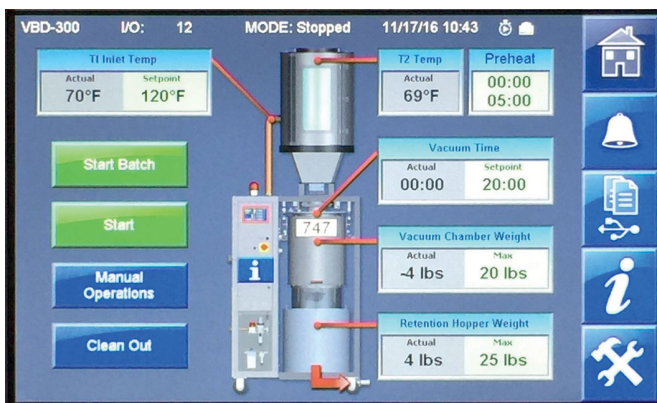 VBD-300 I/O: 12 MODE: Stopped 11/17/16 10:43
T1 Inlet Temp
Actual Setpoint
70°F 120°F
T2 Temp
Actual
69°F
Preheat
00:00
05:00
Start Batch
Start
Manual
Operations
Clean Out
747
i
Vacuum Time
Actual Setpoint
00:00 20:00
Vacuum Chamber Weight
Actual Max
-4 lbs 20 lbs
Retention Hopper Weight
Actual Max
4 lbs 25 lbs
i